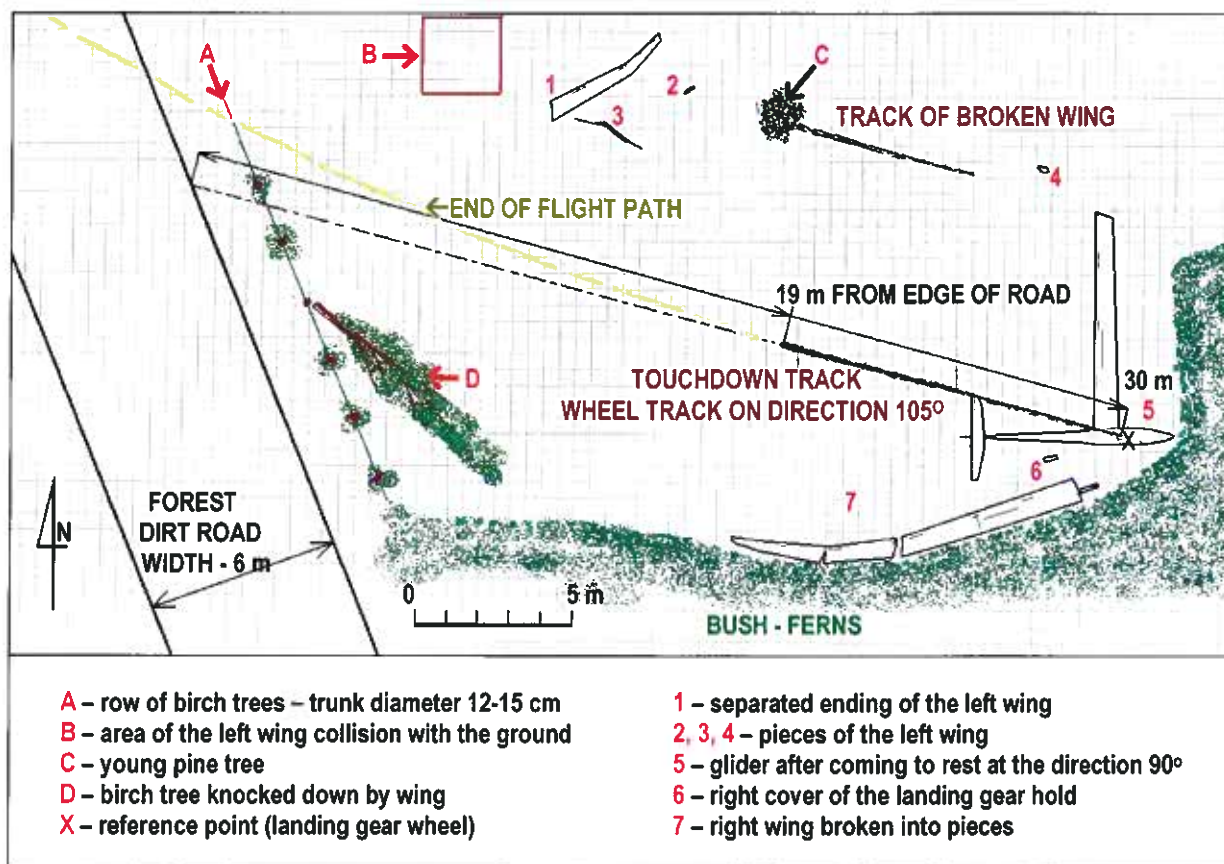 A
B
1
2
3
C
TRACK OF BROKEN WING
4
END OF FLIGHT PATH
19 m FROM EDGE OF ROAD
D
TOUCHDOWN TRACK
WHEEL TRACK ON DIRECTION 105º
30 m
5
X
6
7
FOREST
DIRT ROAD
WIDTH - 6 m
N
0 5 m
BUSH - FERNS
A – row of birch trees – trunk diameter 12-15 cm
B – area of the left wing collision with the ground
C – young pine tree
D – birch tree knocked down by wing
X – reference point (landing gear wheel)
1 – separated ending of the left wing
2, 3, 4 – pieces of the left wing
5 – glider after coming to rest at the direction 90º
6 – right cover of the landing gear hold
7 – right wing broken into pieces